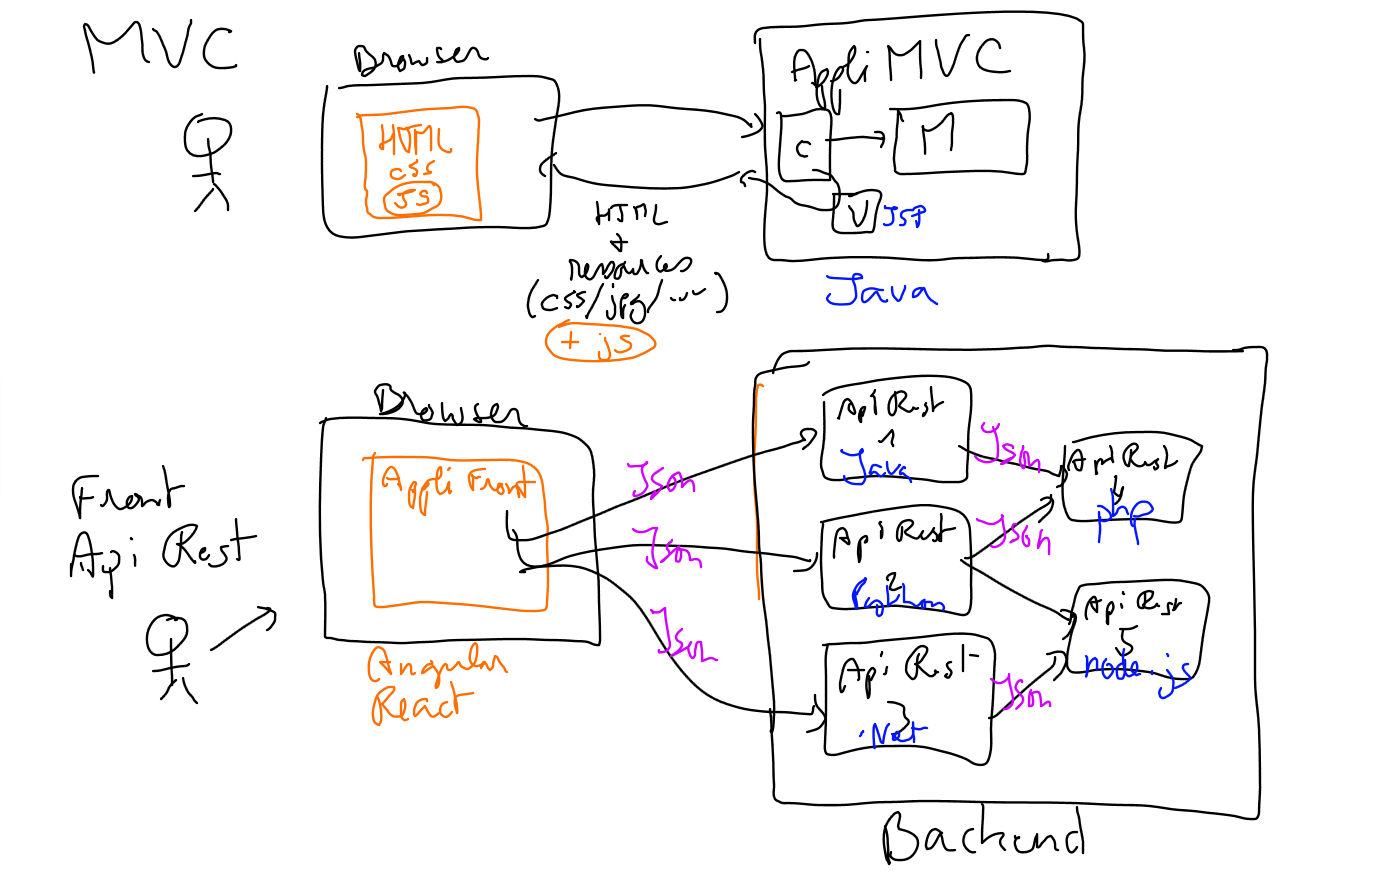 MVC
Browser
HTML
css
JS
Appli MVC
C
M
V
JSP
Java
HTML
+
ressources
(css/jpg/...)
+ js
Front
Api Rest
Browser
Appli Front
Angular
React
Json
Json
Json
Api Rest
1
Java
Api Rest
2
Python
Api Rest
3
.Net
Json
Json
Json
Api Rest
4
php
Api Rest
5
node.js
Backend